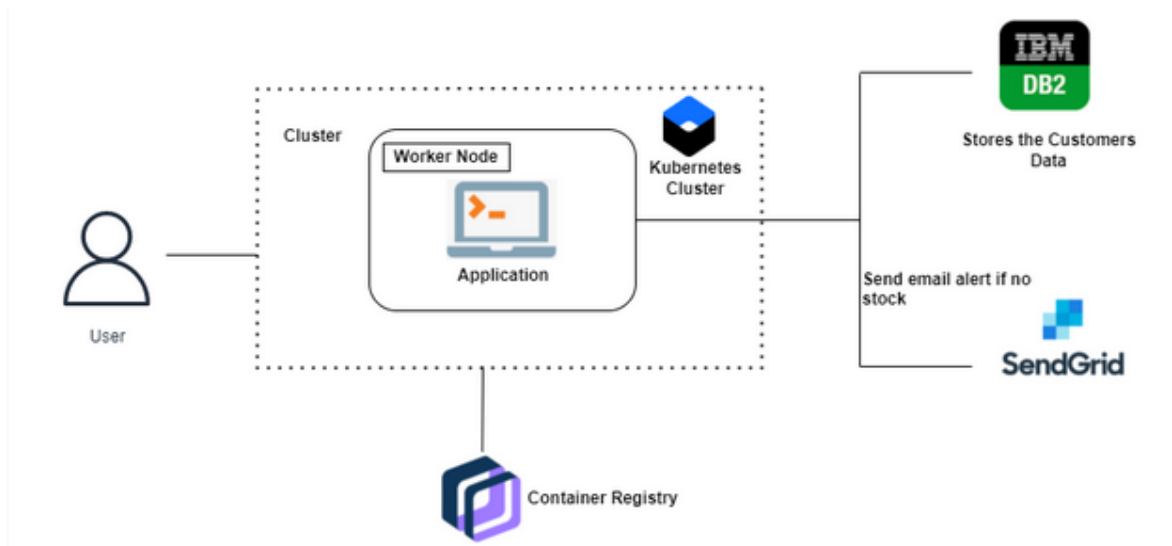 IBM
DB2
Stores the Customers
Data
Cluster
Worker Node
Kubernetes
Cluster
Application
User
Send email alert if no
stock
SendGrid
Container Registry